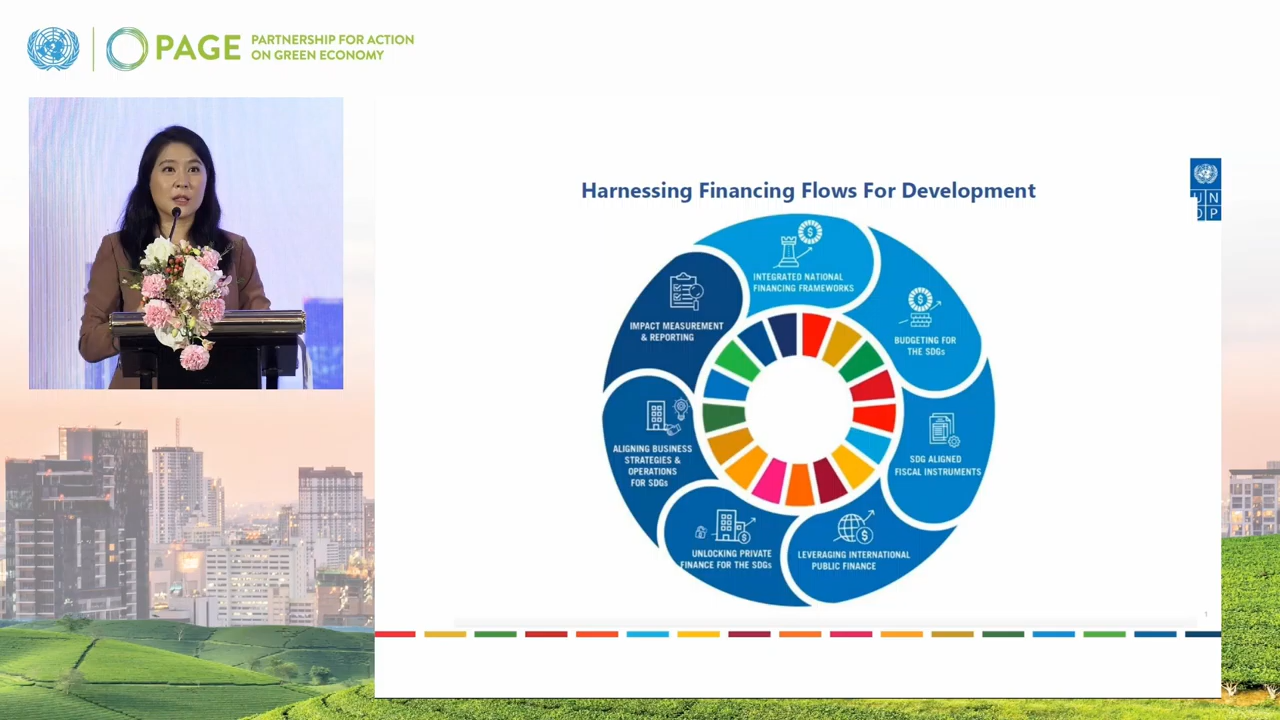 PAGE
PARTNERSHIP FOR ACTION
ON GREEN ECONOMY
Harnessing Financing Flows For Development
U N
D P
INTEGRATED NATIONAL
FINANCING FRAMEWORKS
BUDGETING FOR
THE SDGs
SDG ALIGNED
FISCAL INSTRUMENTS
LEVERAGING INTERNATIONAL
PUBLIC FINANCE
UNLOCKING PRIVATE
FINANCE FOR THE SDGs
ALIGNING BUSINESS
STRATEGIES &
OPERATIONS
FOR SDGs
IMPACT MEASUREMENT
& REPORTING
1